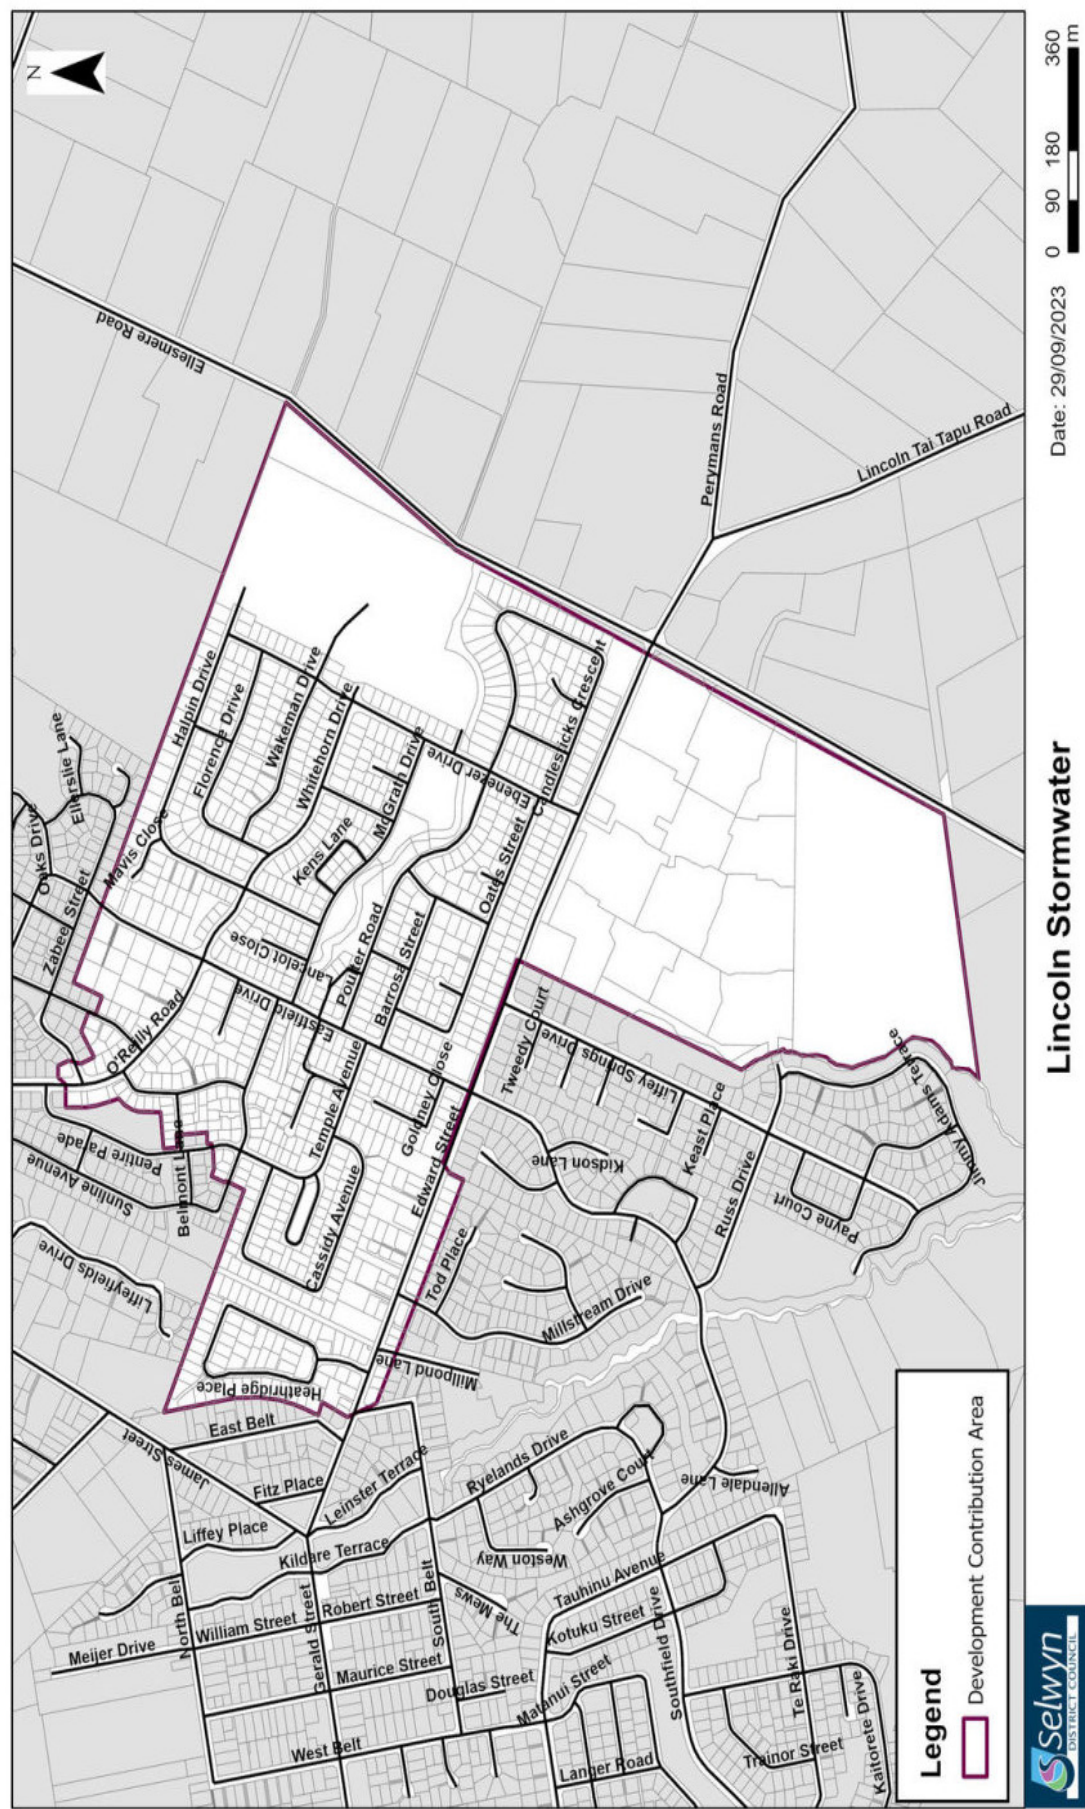 N
Ellesmere Road
Oaks Drive
Ellerslie Lane
Zabeel Street
Mavis Close
Halpin Drive
Florence Drive
Wakeman Drive
Whitehorn Drive
McGrath Drive
Kens Lane
Lancelot Close
Ebenezer Drive
Candlesticks Crescent
Oates Street
Poulter Road
Barrosa Street
Eastfield Drive
O'Reilly Road
Temple Avenue
Goldney Close
Edward Street
Cassidy Avenue
Belmont Lane
Pentire Parade
Sunline Avenue
Liffeyfields Drive
Heathridge Place
James Street
East Belt
Fitz Place
Liffey Place
Leinster Terrace
Kildare Terrace
North Belt
Meijer Drive
William Street
Gerald Street
Robert Street
Maurice Street
South Belt
West Belt
Douglas Street
The Mews
Weston Way
Ryelands Drive
Ashgrove Court
Tauhinu Avenue
Kotuku Street
Matanui Street
Southfield Drive
Langer Road
Te Raki Drive
Trainor Street
Kaitorete Drive
Allendale Lane
Millpond Lane
Tod Place
Millstream Drive
Kidson Lane
Tweedy Court
Liffey Springs Drive
Keast Place
Russ Drive
Payne Court
Jimmy Adams Terrace
Perymans Road
Lincoln Tai Tapu Road
Legend
Development Contribution Area
Selwyn
DISTRICT COUNCIL
Lincoln Stormwater
Date: 29/09/2023
0 90 180 360
m